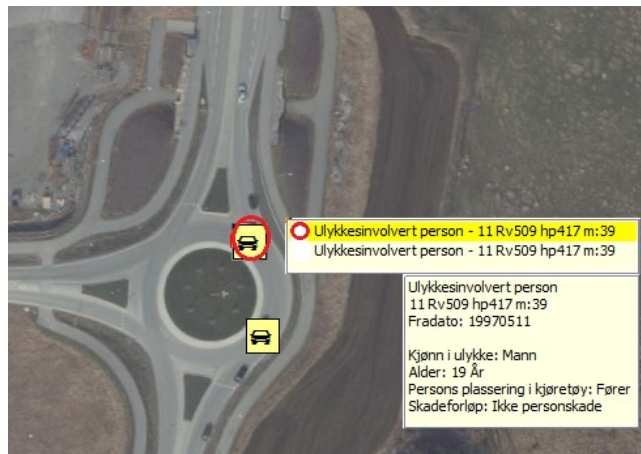 Ulykkesinvolvert person - 11 Rv509 hp417 m:39
Ulykkesinvolvert person - 11 Rv509 hp417 m:39
Ulykkesinvolvert person
11 Rv509 hp417 m:39
Fradato: 19970511
Kjønn i ulykke: Mann
Alder: 19 År
Persons plassering i kjøretøy: Fører
Skadeforløp: Ikke personskade